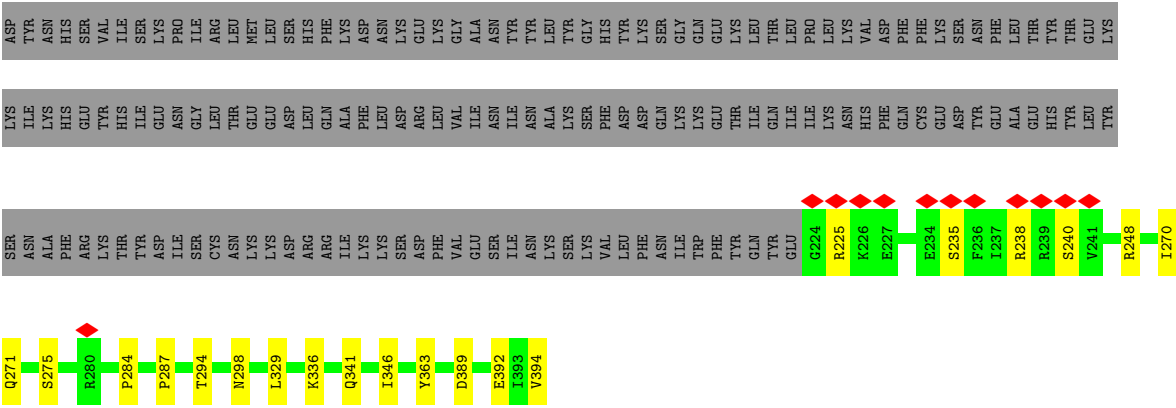 ASP TYR ASN HIS SER VAL ILE SER LYS PRO ILE ARG LEU MET LEU SER HIS PHE LYS ASP ASN LYS GLU LYS GLY ALA ASN TYR TYR LEU TYR GLY HIS TYR LYS SER GLY GLN GLU THR LYS LEU THR LEU PRO LEU LYS VAL ASP PHE PHE LYS SER ASN PHE LEU THR TYR THR GLU LYS
LYS ILE LYS HIS GLU TYR HIS ILE GLU ASN GLY LEU THR GLU GLU ASP LEU GLN ALA PHE LEU ASP ARG LEU VAL ILE ASN ILE ASN ALA LYS SER PHE ASP ASP GLN LYS LYS GLU THR ILE GLN ILE ILE LYS ASN HIS PHE GLN CYS GLU ASP TYR GLU ALA GLU HIS TYR LEU TYR
SER ASN ALA PHE ARG LYS THR TYR ASP ILE SER CYS ASN LYS LYS ASP ARG ARG ILE LYS LYS SER ASP PHE VAL GLU SER ILE ASN LYS SER LYS VAL LEU PHE ASN ILE TRP PHE TYR GLN TYR GLU G224 R225 K226 E227 E234 S235 F236 I237 R238 R239 S240 V241 R248 I270
Q271 S275 R280 P284 P287 T294 N298 L329 K336 Q341 I346 Y363 D389 E392 I393 V394